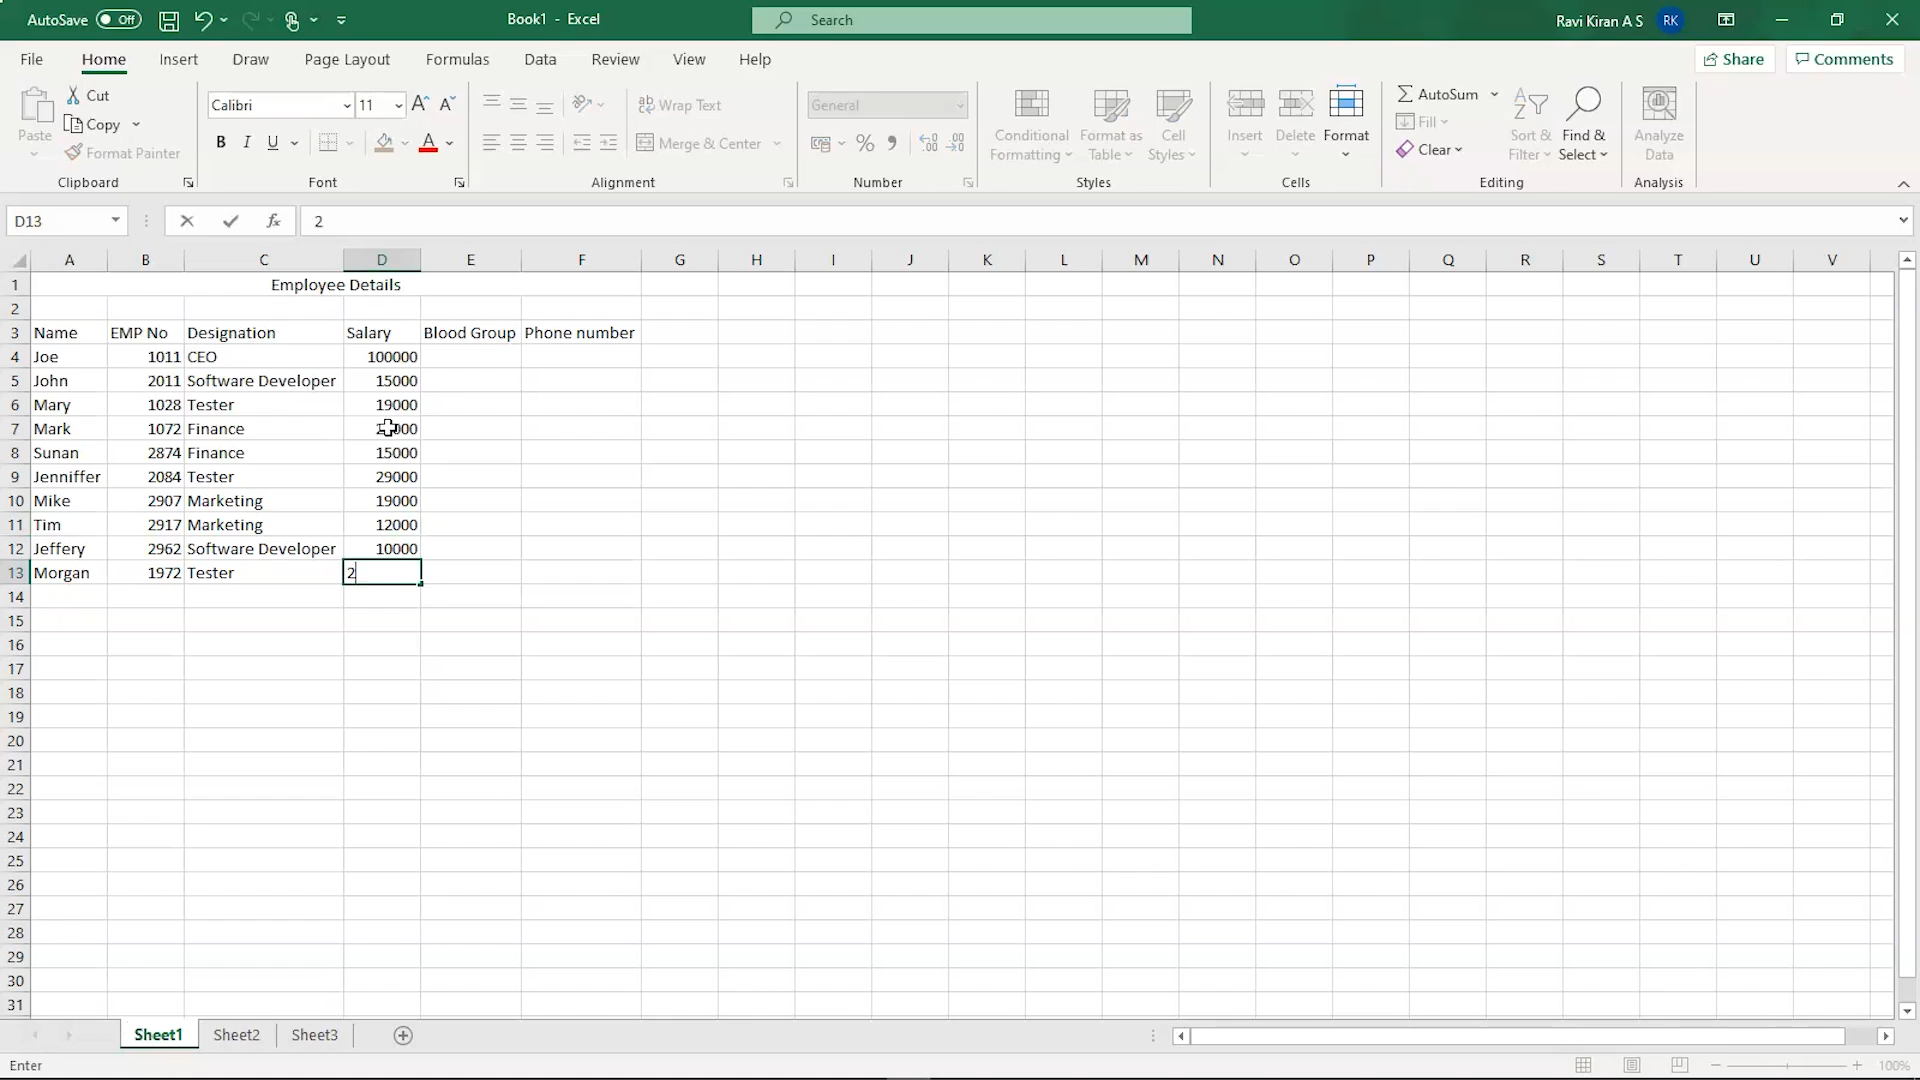 AutoSave Off Book1 - Excel Search Ravi Kiran A S RK
File Home Insert Draw Page Layout Formulas Data Review View Help Share Comments
Paste Cut Copy Format Painter
Calibri 11 A A
B I U A
Wrap Text
Merge & Center
General
% ,
Conditional Formatting Format as Table Cell Styles
Insert Delete Format
AutoSum Fill Clear
Sort & Filter Find & Select
Analyze Data
Clipboard Font Alignment Number Styles Cells Editing Analysis
D13 fx 2
A B C D E F G H I J K L M N O P Q R S T U V
1 Employee Details
2
3 Name EMP No Designation Salary Blood Group Phone number
4 Joe 1011 CEO 100000
5 John 2011 Software Developer 15000
6 Mary 1028 Tester 19000
7 Mark 1072 Finance
8 Sunan 2874 Finance 15000
9 Jenniffer 2084 Tester 29000
10 Mike 2907 Marketing 19000
11 Tim 2917 Marketing 12000
12 Jeffery 2962 Software Developer 10000
13 Morgan 1972 Tester 2
14
15
16
17
18
19
20
21
22
23
24
25
26
27
28
29
30
31
Sheet1 Sheet2 Sheet3
Enter 100%